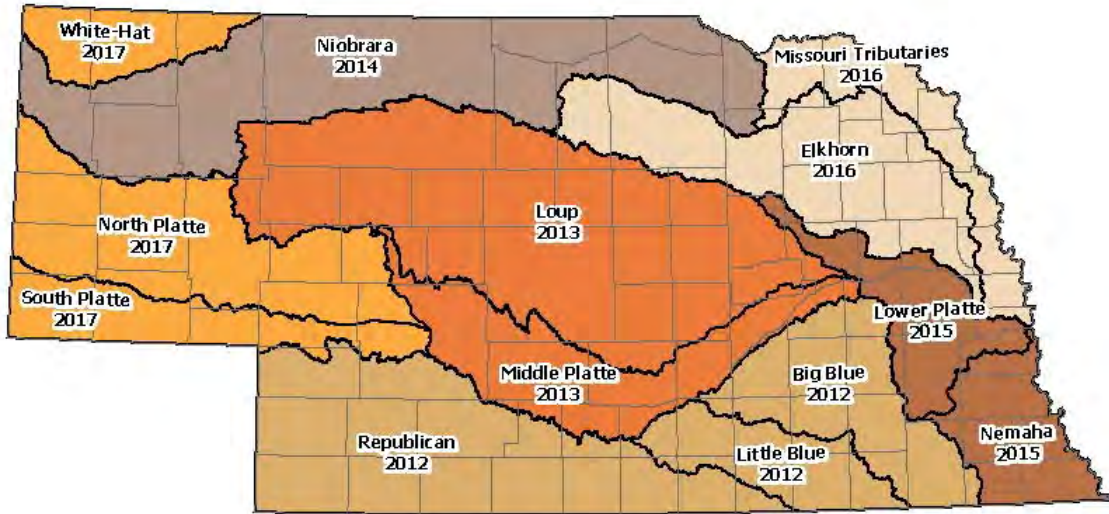 White-Hat
2017
Niobrara
2014
Missouri Tributaries
2016
Elkhorn
2016
Loup
2013
North Platte
2017
South Platte
2017
Lower Platte
2015
Middle Platte
2013
Big Blue
2012
Republican
2012
Little Blue
2012
Nemaha
2015